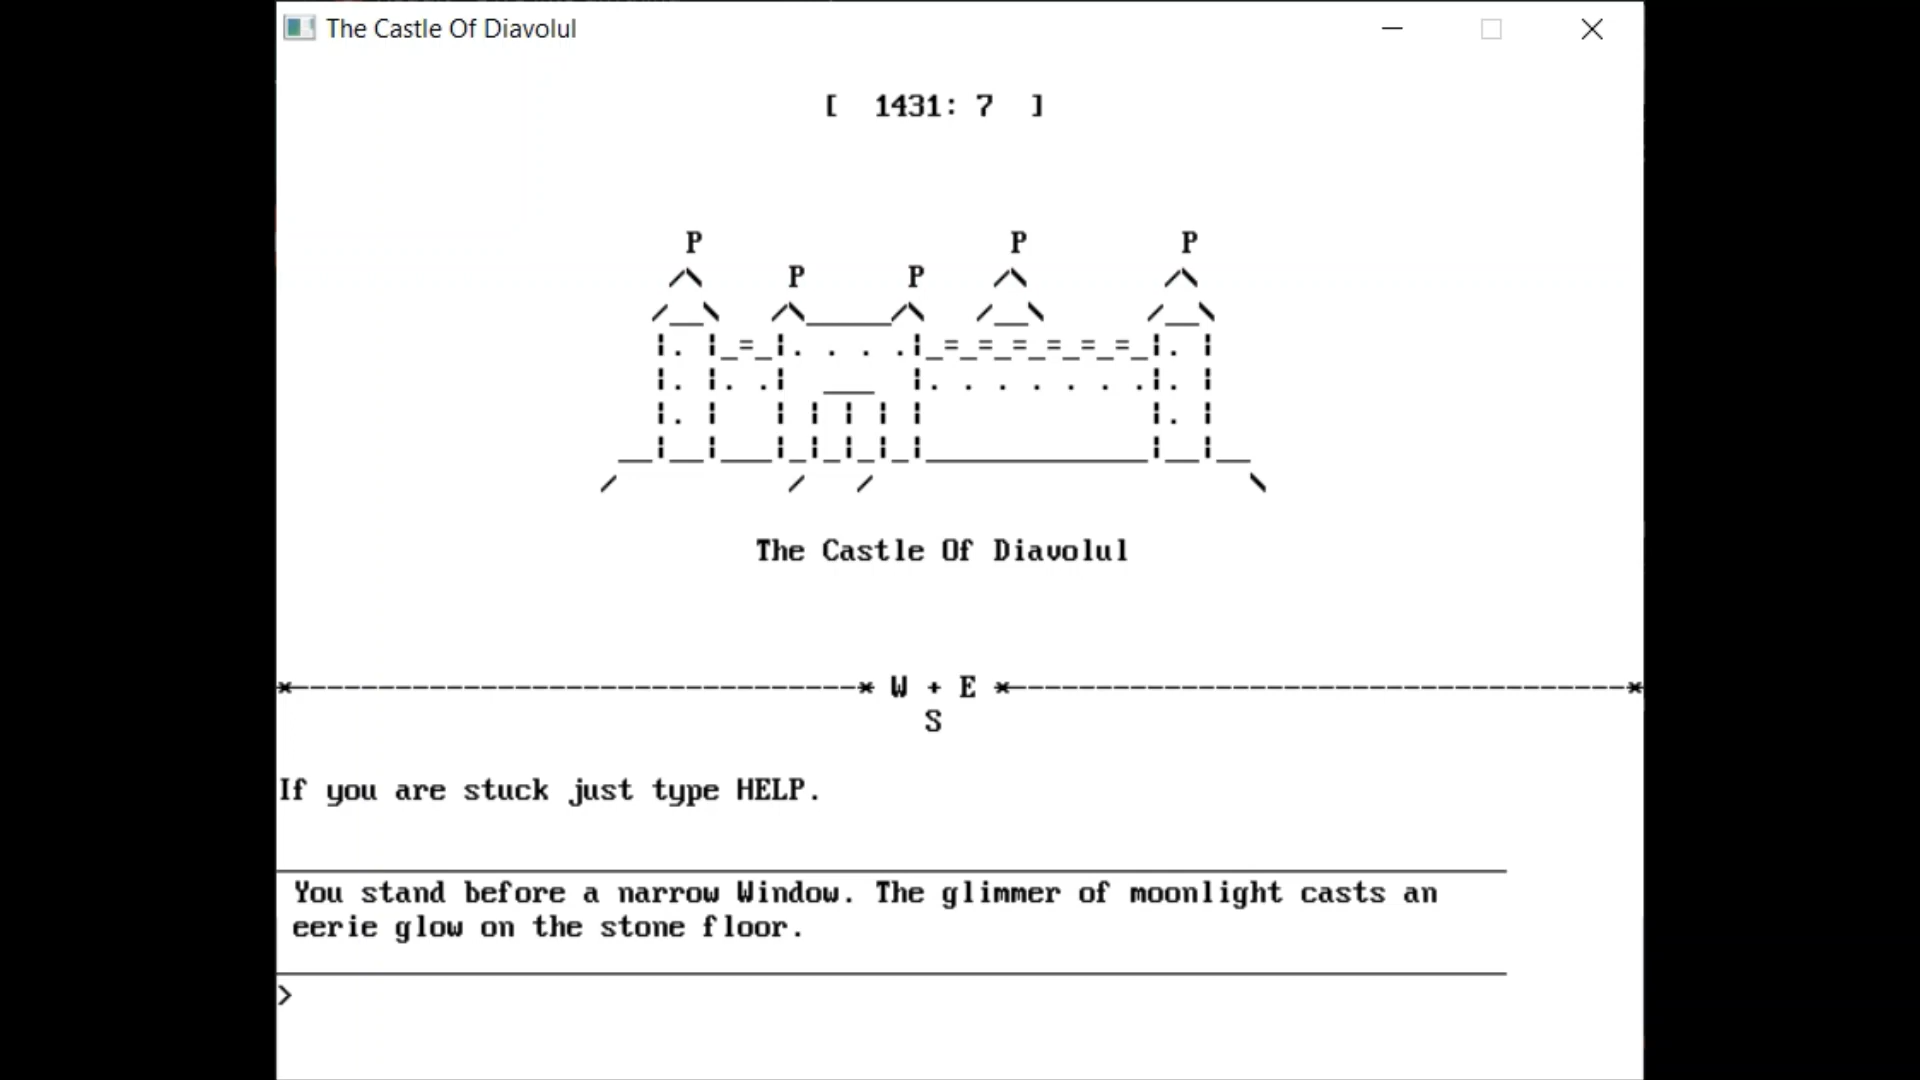 The Castle Of Diavolul
[ 1431: 7 ]
P P P
P P
The Castle Of Diavolul
W + E
S
If you are stuck just type HELP.
You stand before a narrow Window. The glimmer of moonlight casts an
eerie glow on the stone floor.
>